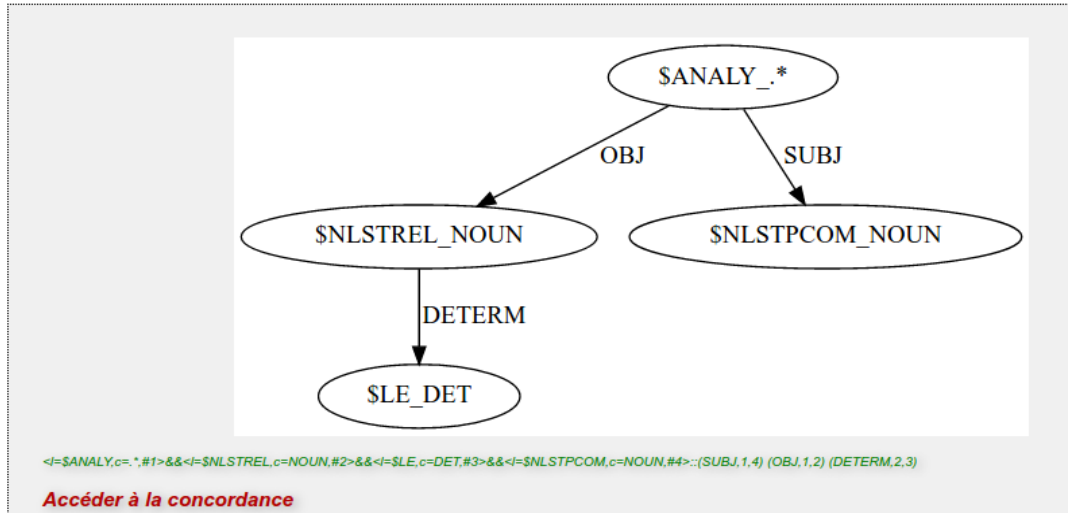 $ANALY_.*
OBJ
SUBJ
$NLSTREL_NOUN
$NLSTPCOM_NOUN
DETERM
$LE_DET
<l=$ANALY,c=.*,#1>&&<l=$NLSTREL,c=NOUN,#2>&&<l=$LE,c=DET,#3>&&<l=$NLSTPCOM,c=NOUN,#4>::(SUBJ,1,4) (OBJ,1,2) (DETERM,2,3)
Accéder à la concordance